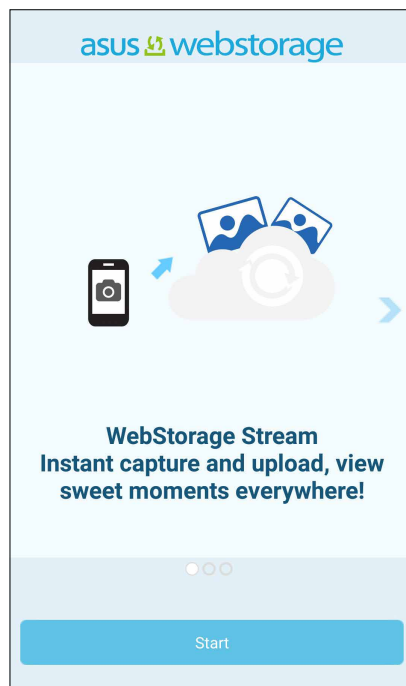 asus webstorage
WebStorage Stream
Instant capture and upload, view
sweet moments everywhere!
Start